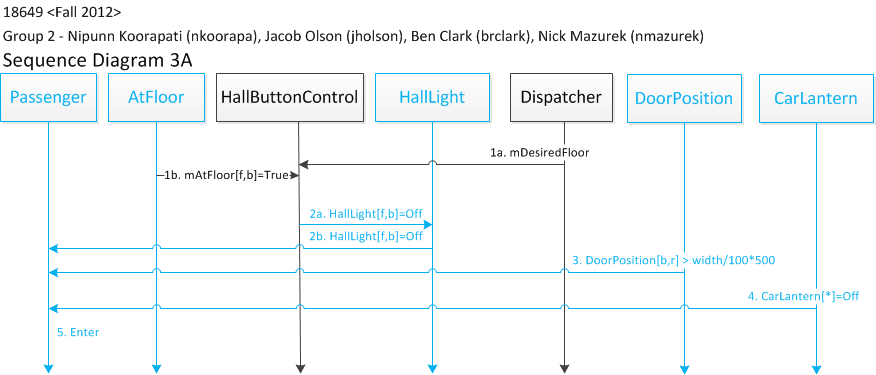 18649 <Fall 2012>
Group 2 - Nipunn Koorapati (nkoorapa), Jacob Olson (jholson), Ben Clark (brclark), Nick Mazurek (nmazurek)
Sequence Diagram 3A
Passenger AtFloor HallButtonControl HallLight Dispatcher DoorPosition CarLantern
1a. mDesiredFloor
1b. mAtFloor[f,b]=True
2a. HallLight[f,b]=Off
2b. HallLight[f,b]=Off
3. DoorPosition[b,r] > width/100*500
4. CarLantern[*]=Off
5. Enter